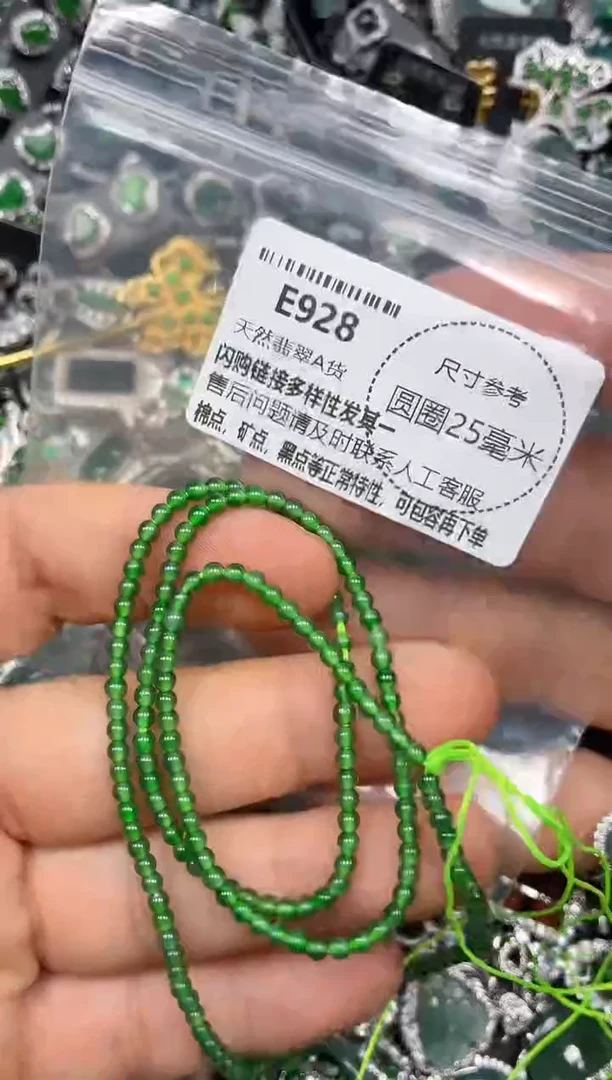 E928
天然翡翠A货
闪购链接多样性发其一
售后问题请及时联系人工客服
棉点，矿点，黑点等正常特性，可包容再下单
尺寸参考
圆圈25毫米